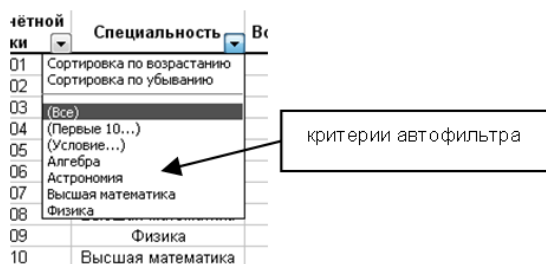 чётной
ки
Специальность
Вс
01
Сортировка по возрастанию
02
Сортировка по убыванию
03
(Все)
04
(Первые 10...)
05
(Условие...)
Алгебра
06
Астрономия
07
Высшая математика
08
Физика
09
Физика
10
Высшая математика
критерии автофильтра